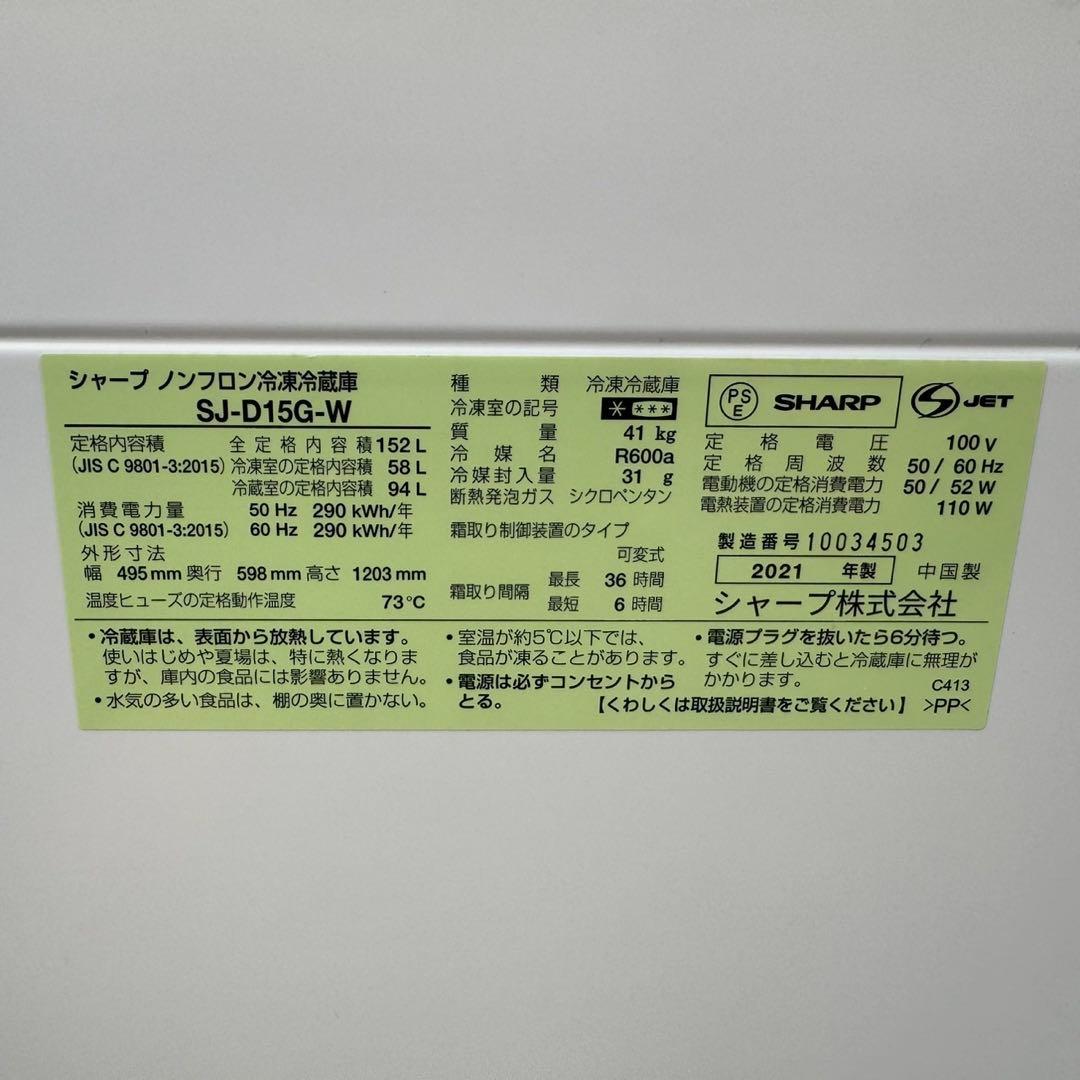 シャープ ノンフロン冷凍冷蔵庫
SJ-D15G-W
定格内容積 全定格内容積 152 L
(JIS C 9801-3:2015) 冷凍室の定格内容積 58 L
冷蔵室の定格内容積 94 L
消費電力量 50 Hz 290 kWh/年
(JIS C 9801-3:2015) 60 Hz 290 kWh/年
外形寸法
幅 495 mm 奥行 598 mm 高さ 1203 mm
温度ヒューズの定格動作温度 73℃
種類 冷凍冷蔵庫
冷凍室の記号 * ***
質量 41 kg
冷媒名 R600a
冷媒封入量 31 g
断熱発泡ガス シクロペンタン
霜取り制御装置のタイプ
可変式
霜取り間隔 最長 36 時間
最短 6 時間
PS E SHARP S JET
定格電圧 100 V
定格周波数 50 / 60 Hz
電動機の定格消費電力 50 / 52 W
電熱装置の定格消費電力 110 W
製造番号 10034503
2021 年製 中国製
シャープ株式会社
・冷蔵庫は、表面から放熱しています。
使いはじめや夏場は、特に熱くなりま
すが、庫内の食品には影響ありません。
・水気の多い食品は、棚の奥に置かない。
・室温が約5℃以下では、
食品が凍ることがあります。
・電源は必ずコンセントから
とる。
・電源プラグを抜いたら6分待つ。
すぐに差し込むと冷蔵庫に無理が
かかります。 C413
【くわしくは取扱説明書をご覧ください】 >PP<